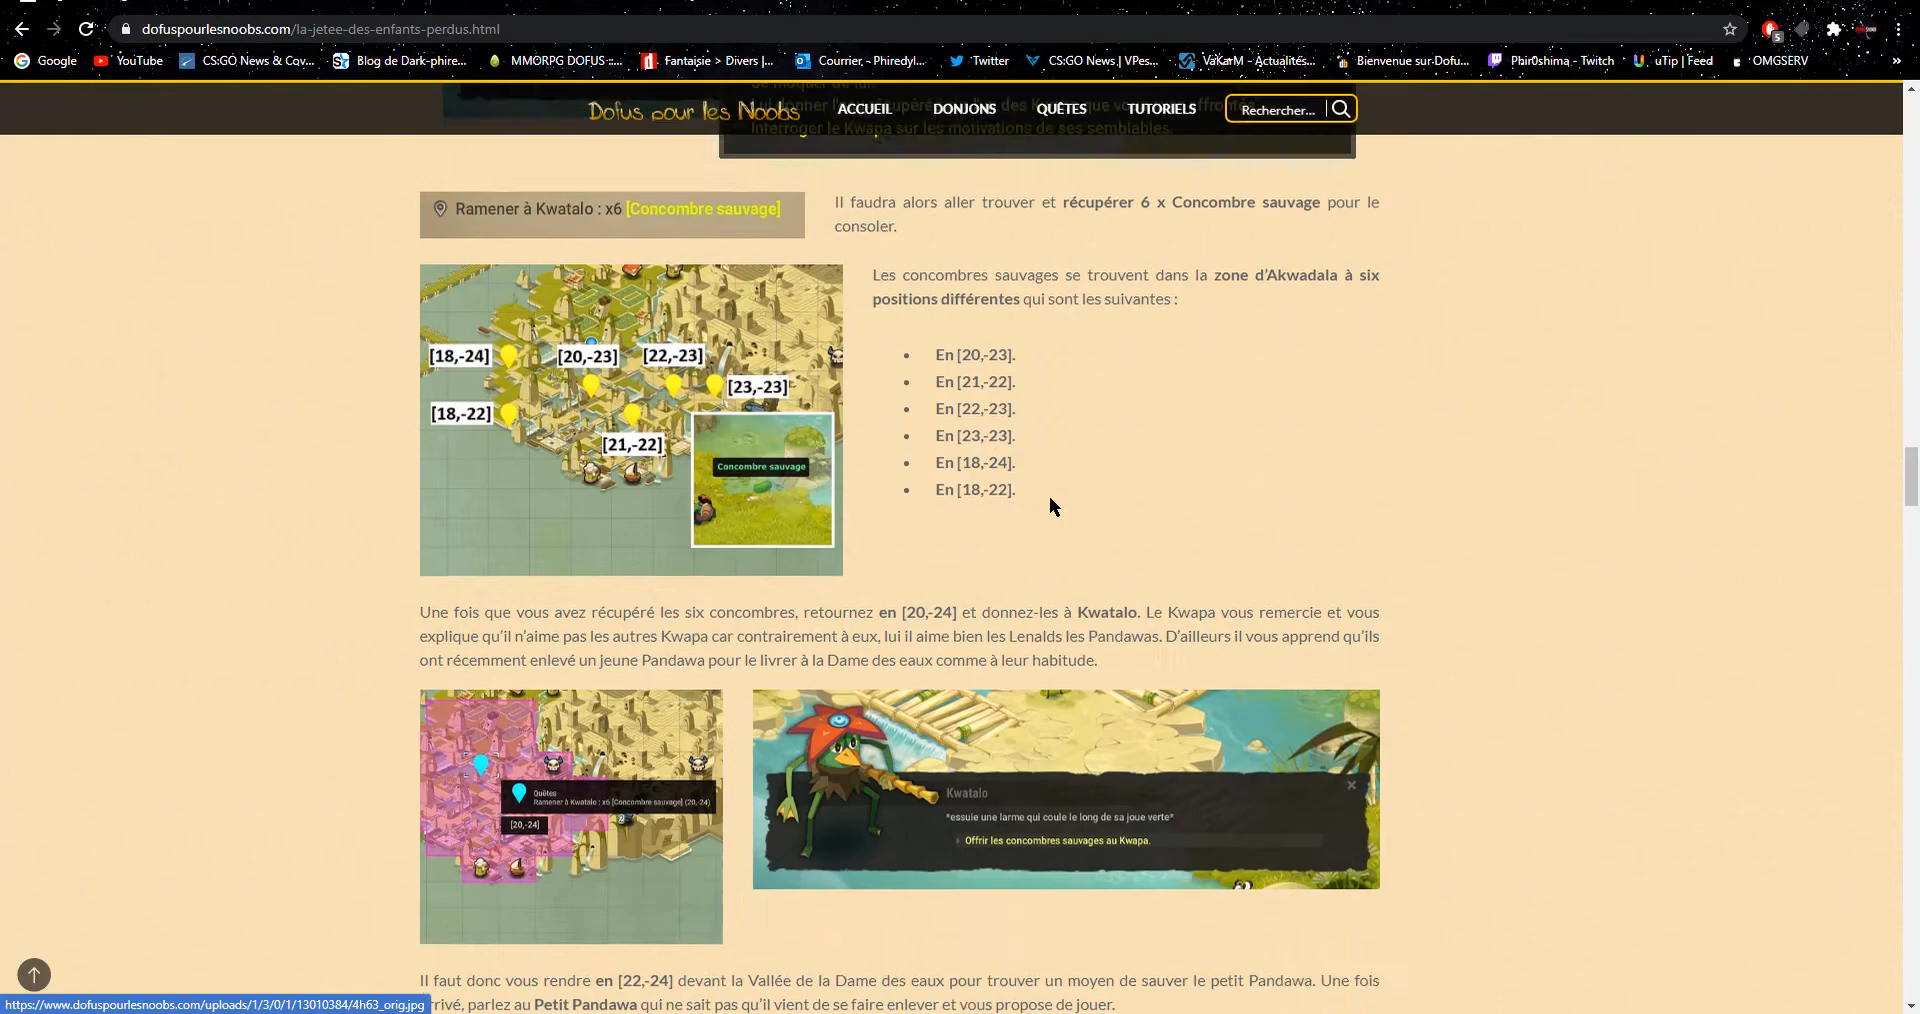 dofuspourlesnoobs.com/la-jetee-des-enfants-perdus.html
5
Google
YouTube
CS:GO News & Cov...
Blog de Dark-phire...
MMORPG DOFUS :...
Fantaisie > Divers |...
Courrier - Phiredyl...
Twitter
CS:GO News | VPes...
VaKarM - Actualités...
Bienvenue sur Dofu...
Phir0shima - Twitch
uTip | Feed
OMGSERV
»
Dofus pour les Noobs
ACCUEIL
DONJONS
QUÊTES
TUTORIELS
Rechercher...
Interroger le Kwapa sur les motivations de ses semblables.
Ramener à Kwatalo : x6 [Concombre sauvage]
Il faudra alors aller trouver et récupérer 6 x Concombre sauvage pour le
consoler.
[18,-24]
[20,-23]
[22,-23]
[23,-23]
[18,-22]
[21,-22]
Concombre sauvage
Les concombres sauvages se trouvent dans la zone d'Akwadala à six
positions différentes qui sont les suivantes :
• En [20,-23].
• En [21,-22].
• En [22,-23].
• En [23,-23].
• En [18,-24].
• En [18,-22].
Une fois que vous avez récupéré les six concombres, retournez en [20,-24] et donnez-les à Kwatalo. Le Kwapa vous remercie et vous
explique qu'il n'aime pas les autres Kwapa car contrairement à eux, lui il aime bien les Lenalds les Pandawas. D'ailleurs il vous apprend qu'ils
ont récemment enlevé un jeune Pandawa pour le livrer à la Dame des eaux comme à leur habitude.
Quêtes
Ramener à Kwatalo : x6 [Concombre sauvage] (20,-24)
[20,-24]
Kwatalo
*essuie une larme qui coule le long de sa joue verte*
Offrir les concombres sauvages au Kwapa.
Il faut donc vous rendre en [22,-24] devant la Vallée de la Dame des eaux pour trouver un moyen de sauver le petit Pandawa. Une fois
rrivé, parlez au Petit Pandawa qui ne sait pas qu'il vient de se faire enlever et vous propose de jouer.
https://www.dofuspourlesnoobs.com/uploads/1/3/0/1/13010384/4h63_orig.jpg